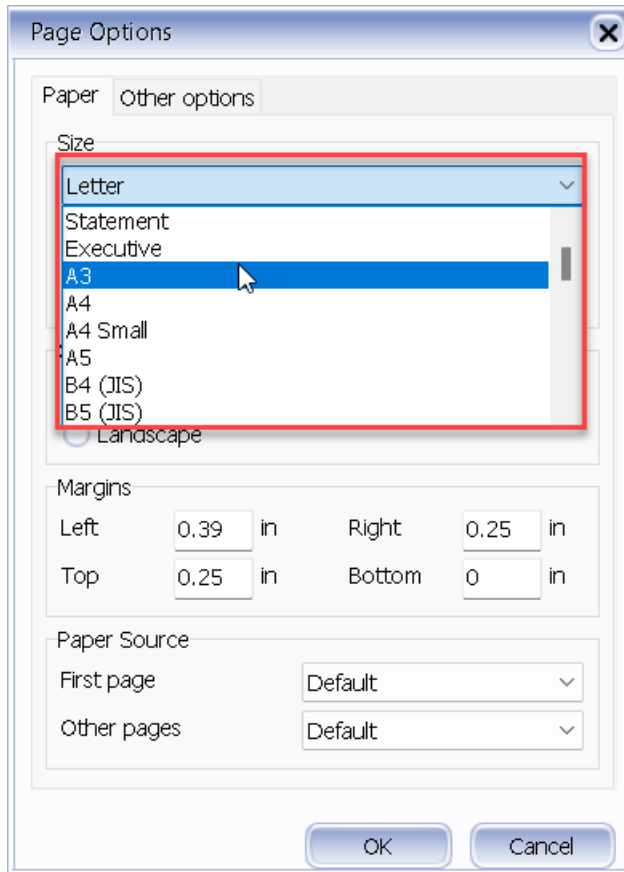 Page Options
Paper Other options
Size
Letter
Statement
Executive
A3
A4
A4 Small
A5
B4 (JIS)
B5 (JIS)
Landscape
Margins
Left 0.39 in Right 0.25 in
Top 0.25 in Bottom 0 in
Paper Source
First page Default
Other pages Default
OK Cancel